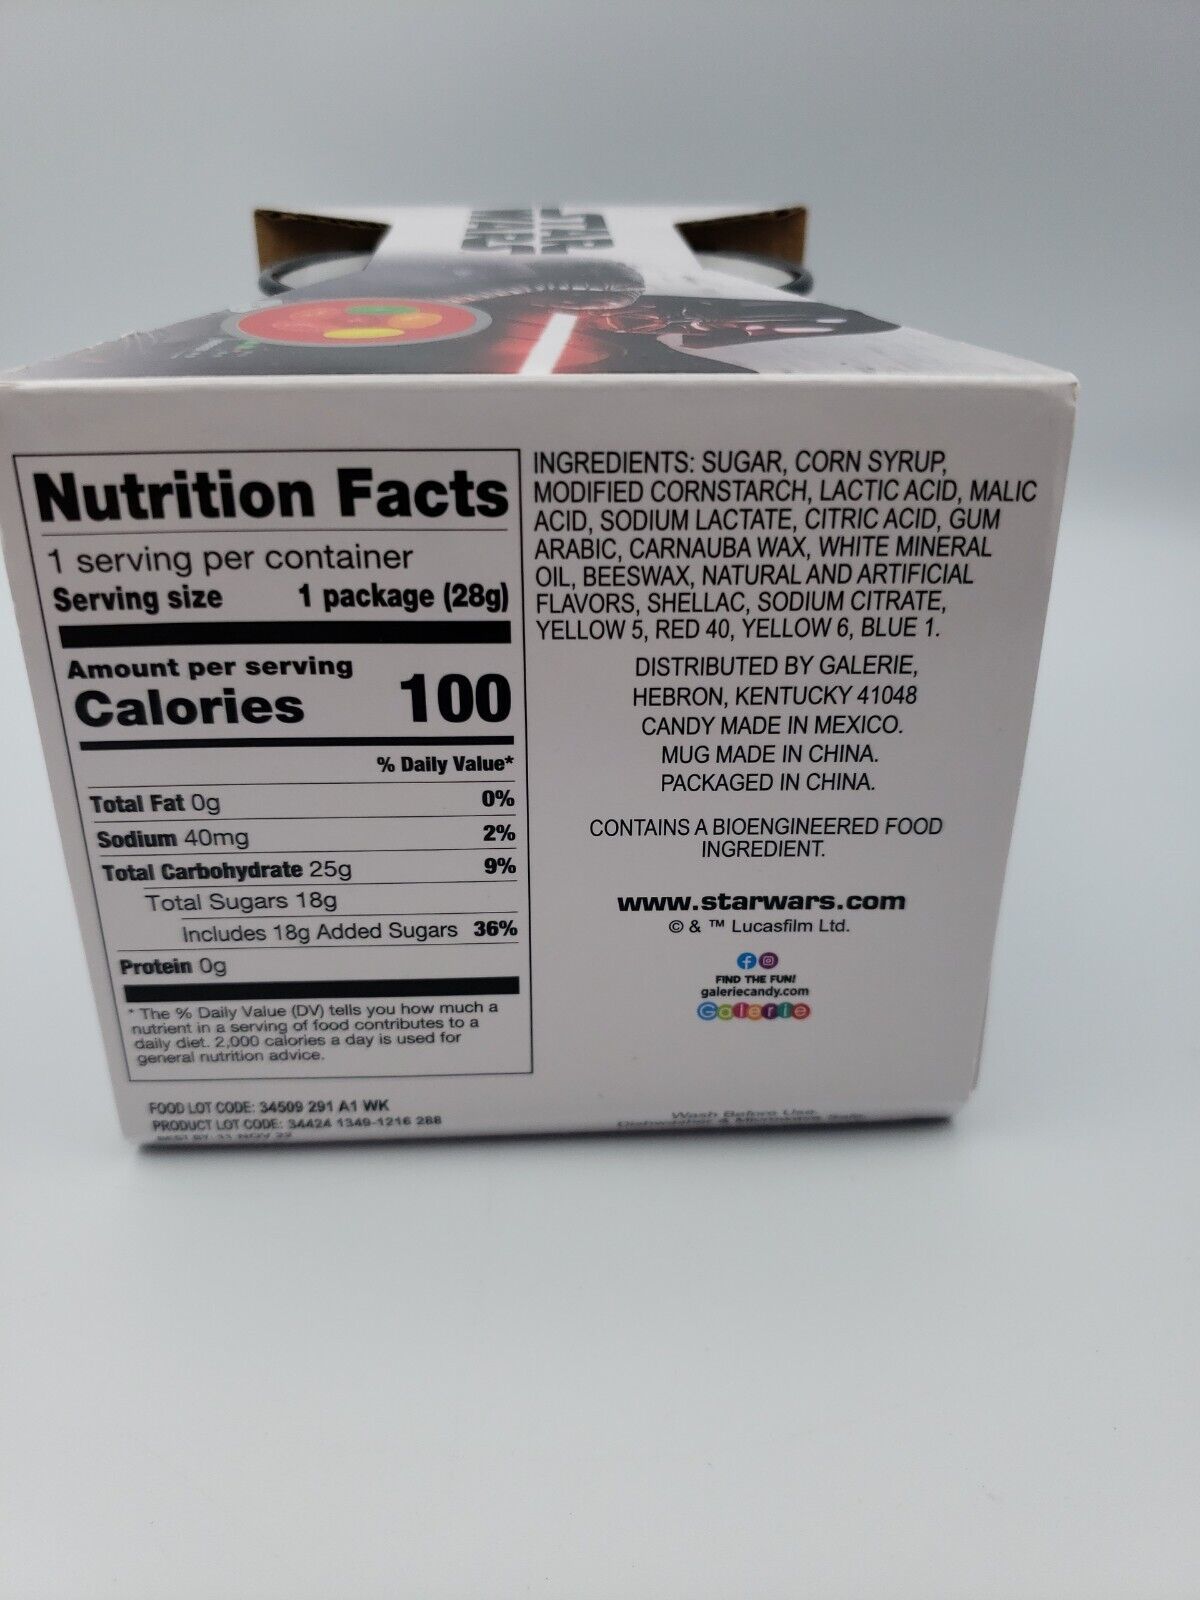 STAR
WARS
Nutrition Facts
1 serving per container
Serving size 1 package (28g)
Amount per serving
Calories 100
% Daily Value*
Total Fat 0g 0%
Sodium 40mg 2%
Total Carbohydrate 25g 9%
Total Sugars 18g
Includes 18g Added Sugars 36%
Protein 0g
* The % Daily Value (DV) tells you how much a
nutrient in a serving of food contributes to a
daily diet. 2,000 calories a day is used for
general nutrition advice.
FOOD LOT CODE: 34509 291 A1 WK
PRODUCT LOT CODE: 34424 1349-1216 288
INGREDIENTS: SUGAR, CORN SYRUP,
MODIFIED CORNSTARCH, LACTIC ACID, MALIC
ACID, SODIUM LACTATE, CITRIC ACID, GUM
ARABIC, CARNAUBA WAX, WHITE MINERAL
OIL, BEESWAX, NATURAL AND ARTIFICIAL
FLAVORS, SHELLAC, SODIUM CITRATE,
YELLOW 5, RED 40, YELLOW 6, BLUE 1.
DISTRIBUTED BY GALERIE,
HEBRON, KENTUCKY 41048
CANDY MADE IN MEXICO.
MUG MADE IN CHINA.
PACKAGED IN CHINA.
CONTAINS A BIOENGINEERED FOOD
INGREDIENT.
www.starwars.com
© & ™ Lucasfilm Ltd.
FIND THE FUN!
galeriecandy.com
Galerie
Wash Before Use.
Dishwasher & Microwave Safe.